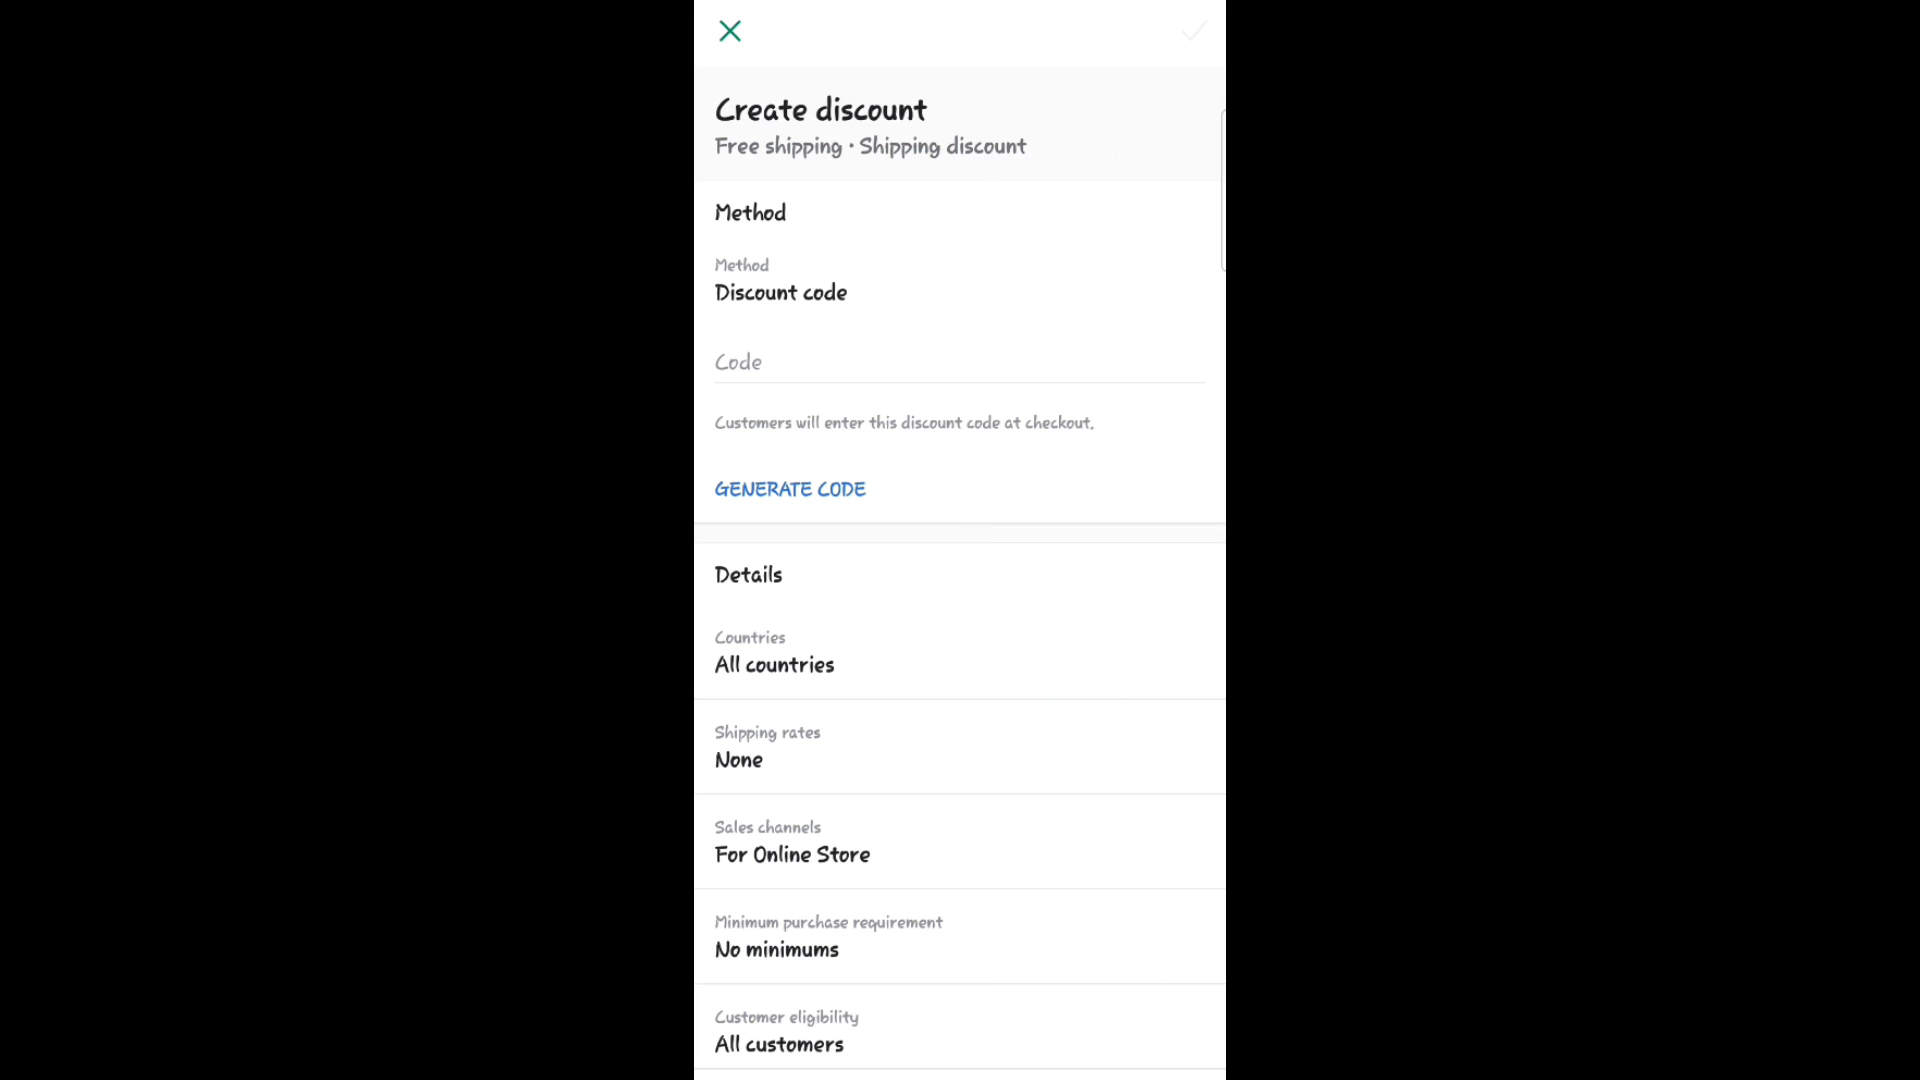 Create discount
Free shipping • Shipping discount
Method
Method
Discount code
Code
Customers will enter this discount code at checkout.
GENERATE CODE
Details
Countries
All countries
Shipping rates
None
Sales channels
For Online Store
Minimum purchase requirement
No minimums
Customer eligibility
All customers